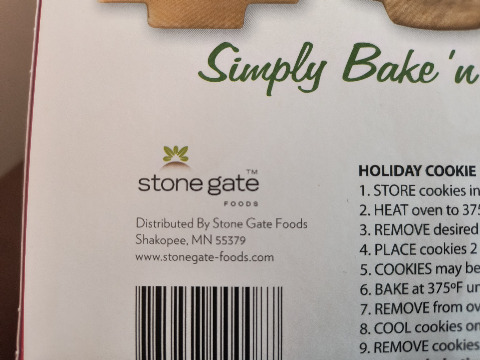 Simply Bake 'n
stone gate™
FOODS
Distributed By Stone Gate Foods
Shakopee, MN 55379
www.stonegate-foods.com
HOLIDAY COOKIE
1. STORE cookies in
2. HEAT oven to 375
3. REMOVE desired
4. PLACE cookies 2
5. COOKIES may be
6. BAKE at 375ºF un
7. REMOVE from ov
8. COOL cookies on
9. REMOVE cookies